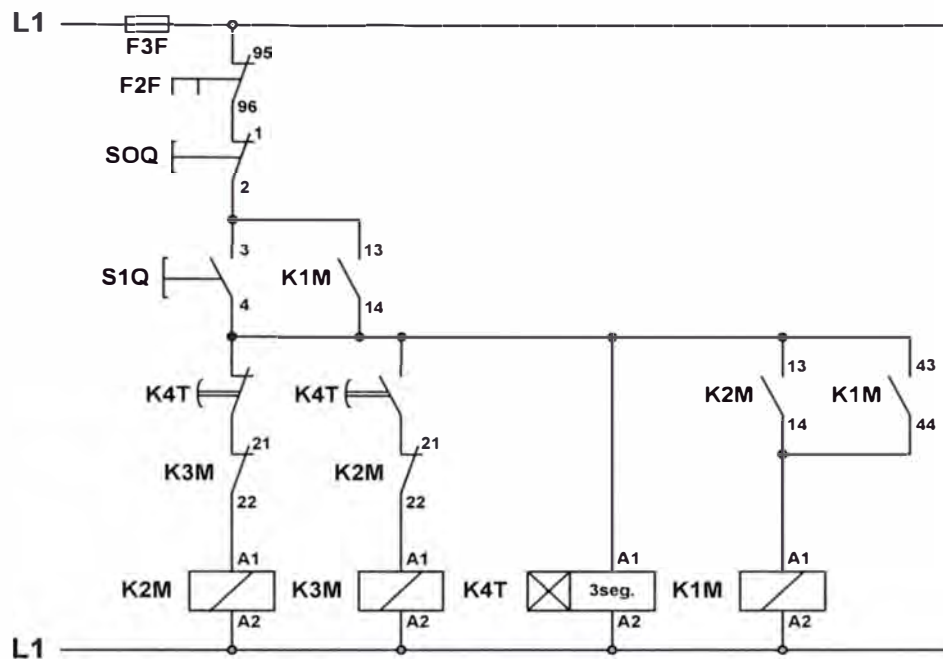 L1
F3F
95
F2F
96
1
SOQ
2
3
13
S1Q
K1M
4
14
K4T
K4T
13
43
K2M
K1M
14
44
21
21
K3M
K2M
22
22
A1
A1
A1
A1
K2M
K3M
K4T
3seg.
K1M
A2
A2
A2
A2
L1